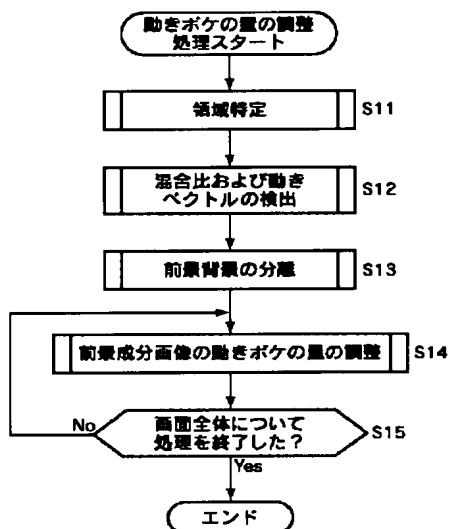 動きボケの量の調整
処理スタート
領域特定
S11
混合比および動き
ベクトルの検出
S12
前景背景の分離
S13
前景成分画像の動きボケの量の調整
S14
画面全体について
処理を終了した？
S15
No
Yes
エンド